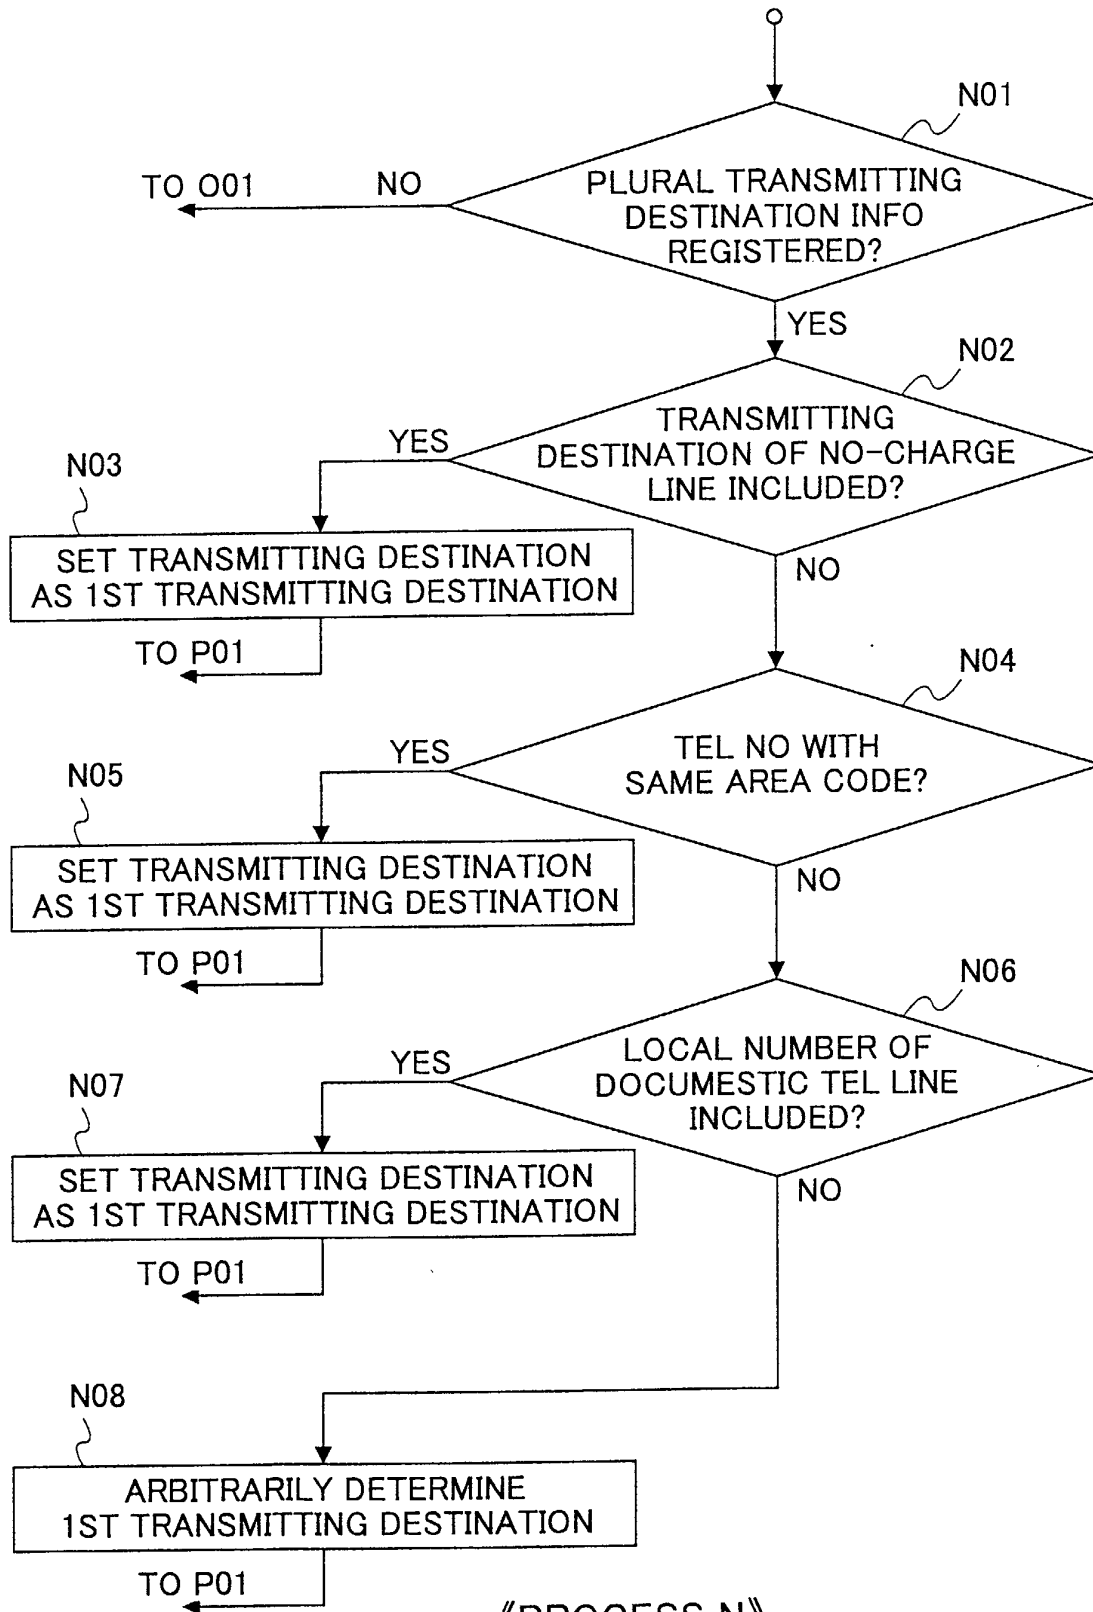 N01
TO O01
NO
PLURAL TRANSMITTING
DESTINATION INFO
REGISTERED?
YES
N02
TRANSMITTING
DESTINATION OF NO-CHARGE
LINE INCLUDED?
YES
N03
NO
SET TRANSMITTING DESTINATION
AS 1ST TRANSMITTING DESTINATION
TO P01
N04
TEL NO WITH
SAME AREA CODE?
YES
N05
NO
SET TRANSMITTING DESTINATION
AS 1ST TRANSMITTING DESTINATION
TO P01
N06
LOCAL NUMBER OF
DOCUMESTIC TEL LINE
INCLUDED?
YES
N07
NO
SET TRANSMITTING DESTINATION
AS 1ST TRANSMITTING DESTINATION
TO P01
N08
ARBITRARILY DETERMINE
1ST TRANSMITTING DESTINATION
TO P01
《PROCESS N》